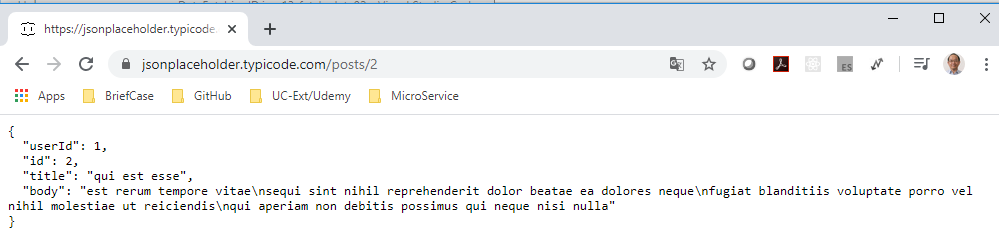 https://jsonplaceholder.typicode.
jsonplaceholder.typicode.com/posts/2
ES
Apps BriefCase GitHub UC-Ext/Udemy MicroService
{
"userId": 1,
"id": 2,
"title": "qui est esse",
"body": "est rerum tempore vitae\nsequi sint nihil reprehenderit dolor beatae ea dolores neque\nfugiat blanditiis voluptate porro vel
nihil molestiae ut reiciendis\nqui aperiam non debitis possimus qui neque nisi nulla"
}